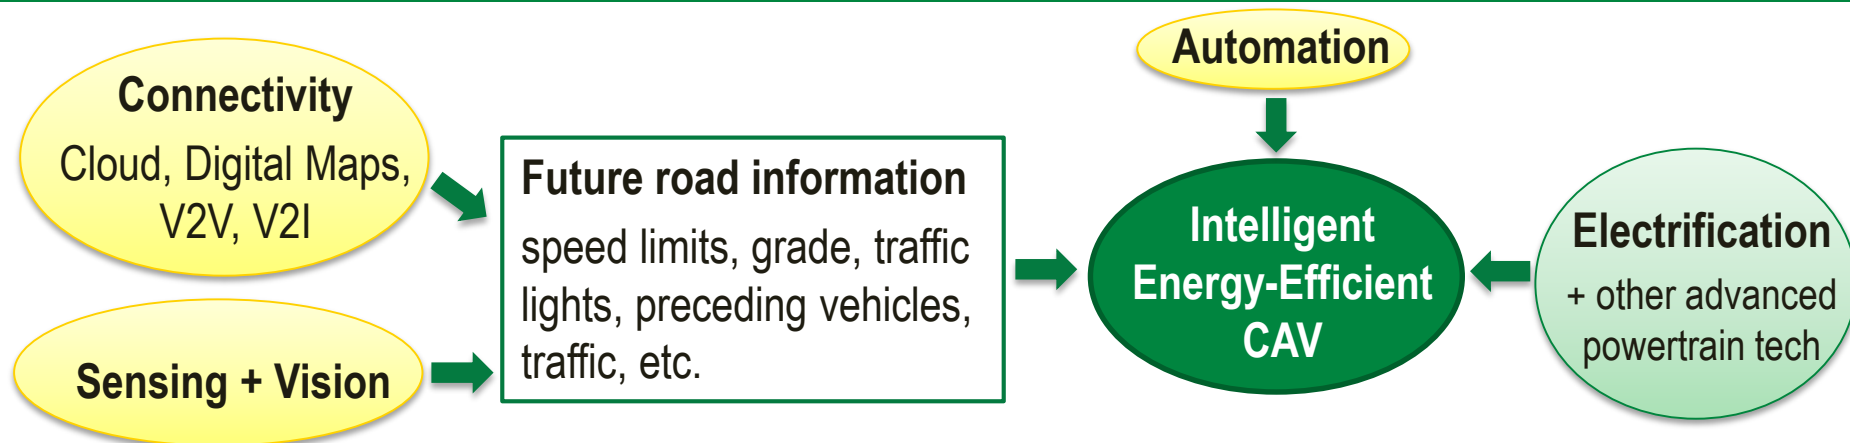 Connectivity
Cloud, Digital Maps,
V2V, V2I
Sensing + Vision
Future road information
speed limits, grade, traffic
lights, preceding vehicles,
traffic, etc.
Automation
Intelligent
Energy-Efficient
CAV
Electrification
+ other advanced
powertrain tech